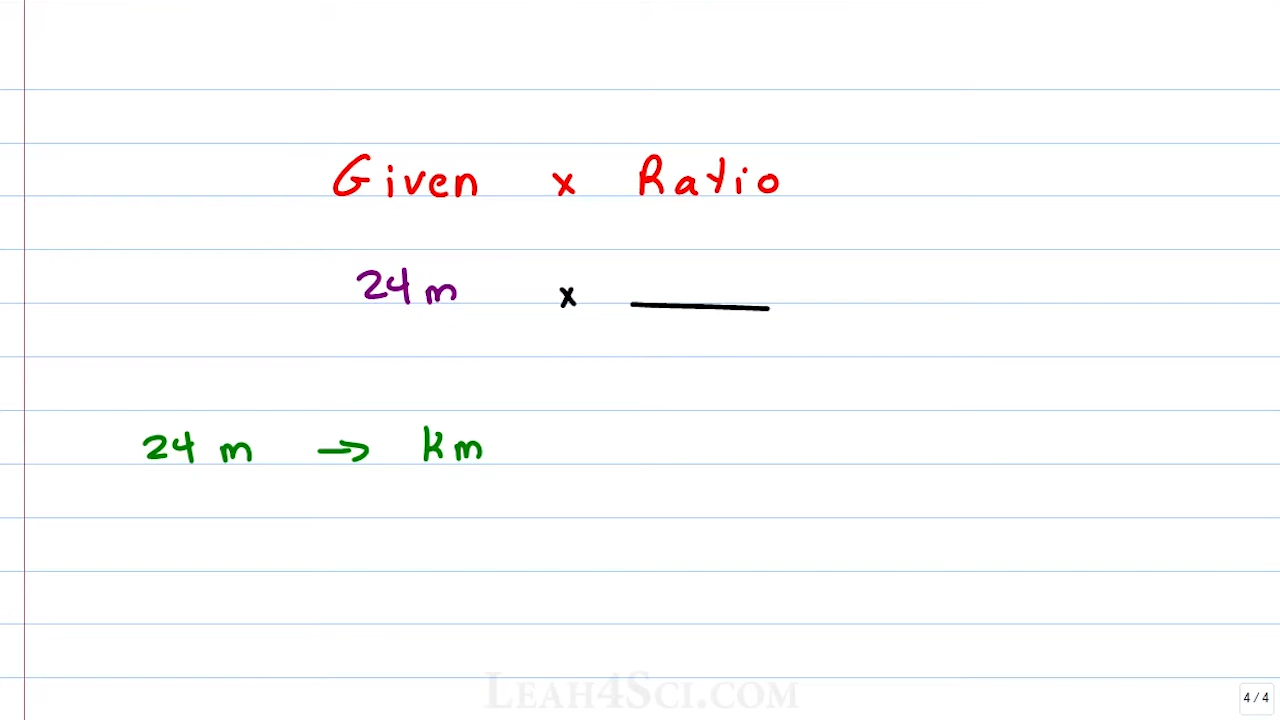 Given x Ratio
24 m x
24 m → km
LEAH4SCI.COM
4 / 4